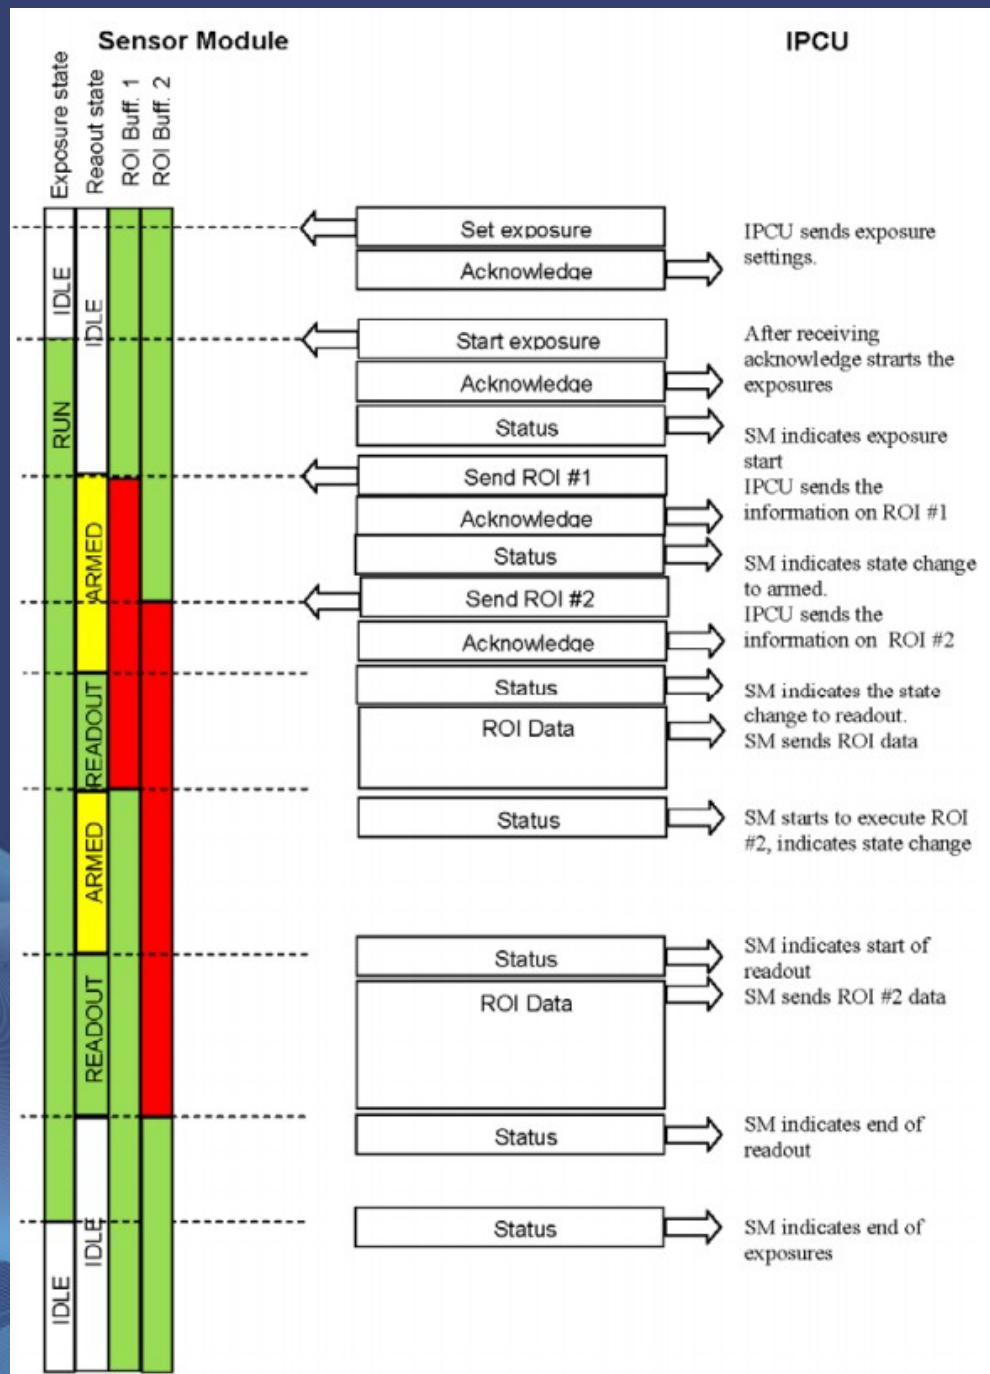 Sensor Module
IPCU
Exposure state
Reaout state
ROI Buff. 1
ROI Buff. 2
IDLE
IDLE
Set exposure
IPCU sends exposure
settings.
Acknowledge
Start exposure
After receiving
acknowledge strarts the
exposures
Acknowledge
RUN
Status
SM indicates exposure
start
Send ROI #1
IPCU sends the
information on ROI #1
Acknowledge
ARMED
Status
SM indicates state change
to armed.
Send ROI #2
IPCU sends the
information on ROI #2
Acknowledge
READOUT
Status
SM indicates the state
change to readout.
ROI Data
SM sends ROI data
ARMED
Status
SM starts to execute ROI
#2, indicates state change
READOUT
Status
SM indicates start of
readout
ROI Data
SM sends ROI #2 data
Status
SM indicates end of
readout
IDLE
Status
SM indicates end of
exposures
IDLE